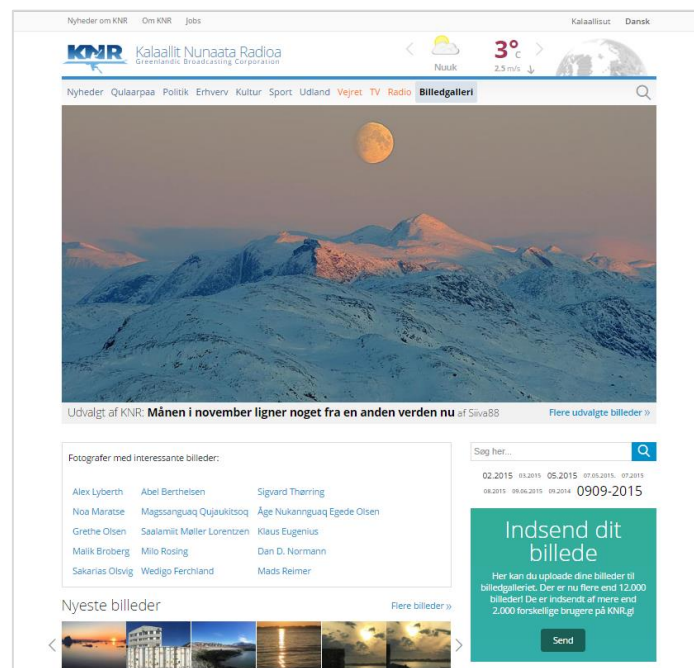 Nyheder om KNR Om KNR Jobs Kalaallisut Dansk
KNR Kalaallit Nunaata Radioa
Greenlandic Broadcasting Corporation
Nuuk
3°c
2.5 m/s
Nyheder Qulaarpaa Politik Erhverv Kultur Sport Udland Vejret TV Radio Billedgalleri
Udvalgt af KNR: Månen i november ligner noget fra en anden verden nu af Siiva88 Flere udvalgte billeder »
Fotografer med interessante billeder:
Alex Lyberth Abel Berthelsen Sigvard Thørring
Noa Maratse Magssanguaq Qujaukitsoq Åge Nukannguaq Egede Olsen
Grethe Olsen Saalamiit Møller Lorentzen Klaus Eugenius
Malik Broberg Milo Rosing Dan D. Normann
Sakarias Olsvig Wedigo Ferchland Mads Reimer
Søg her...
02.2015 03.2015 05.2015 07.05.2015. 07.2015
08.2015 09.06.2015 09.2014 0909-2015
Indsend dit
billede
Her kan du uploade dine billeder til
billedgalleriet. Der er nu flere end 12.000
billeder! De er indsendt af mere end
2.000 forskellige brugere på KNR.gl
Send
Nyeste billeder Flere billeder »